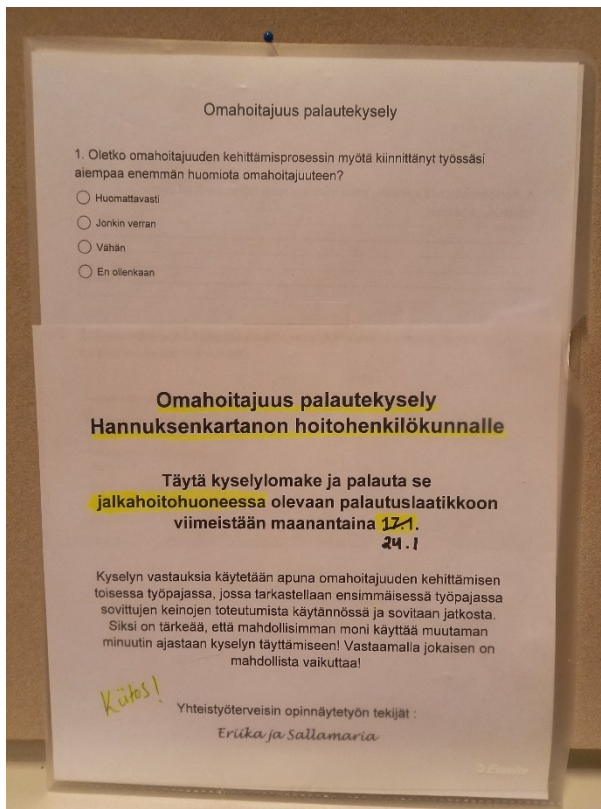 Omahoitajuus palautekysely
1. Oletko omahoitajuuden kehittämisprosessin myötä kiinnittänyt työssäsi
aiempaa enemmän huomiota omahoitajuuteen?
Huomattavasti
Jonkin verran
Vähän
En ollenkaan
Omahoitajuus palautekysely
Hannuksenkartanon hoitohenkilökunnalle
Täytä kyselylomake ja palauta se
jalkahoitohuoneessa olevaan palautuslaatikkoon
viimeistään maanantaina 17.1.
24.1
Kyselyn vastauksia käytetään apuna omahoitajuuden kehittämisen
toisessa työpajassa, jossa tarkastellaan ensimmäisessä työpajassa
sovittujen keinojen toteutumista käytännössä ja sovitaan jatkosta.
Siksi on tärkeää, että mahdollisimman moni käyttää muutaman
minuutin ajastaan kyselyn täyttämiseen! Vastaamalla jokaisen on
mahdollista vaikuttaa!
Kiitos!
Yhteistyöterveisin opinnäytetyön tekijät :
Eriika ja Sallamaria
Esselte